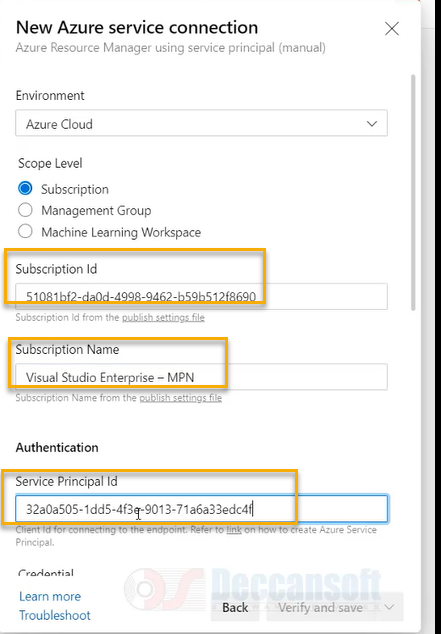 New Azure service connection
Azure Resource Manager using service principal (manual)
Environment
Azure Cloud
Scope Level
Subscription
Management Group
Machine Learning Workspace
Subscription Id
51081bf2-da0d-4998-9462-b59b512f8690
Subscription Id from the publish settings file
Subscription Name
Visual Studio Enterprise – MPN
Subscription Name from the publish settings file
Authentication
Service Principal Id
32a0a505-1dd5-4f3e-9013-71a6a33edc4f
Client Id for connecting to the endpoint. Refer to link on how to create Azure Service
Principal.
Credential
Deccansoft
Learn more
Troubleshoot
Back
Verify and save